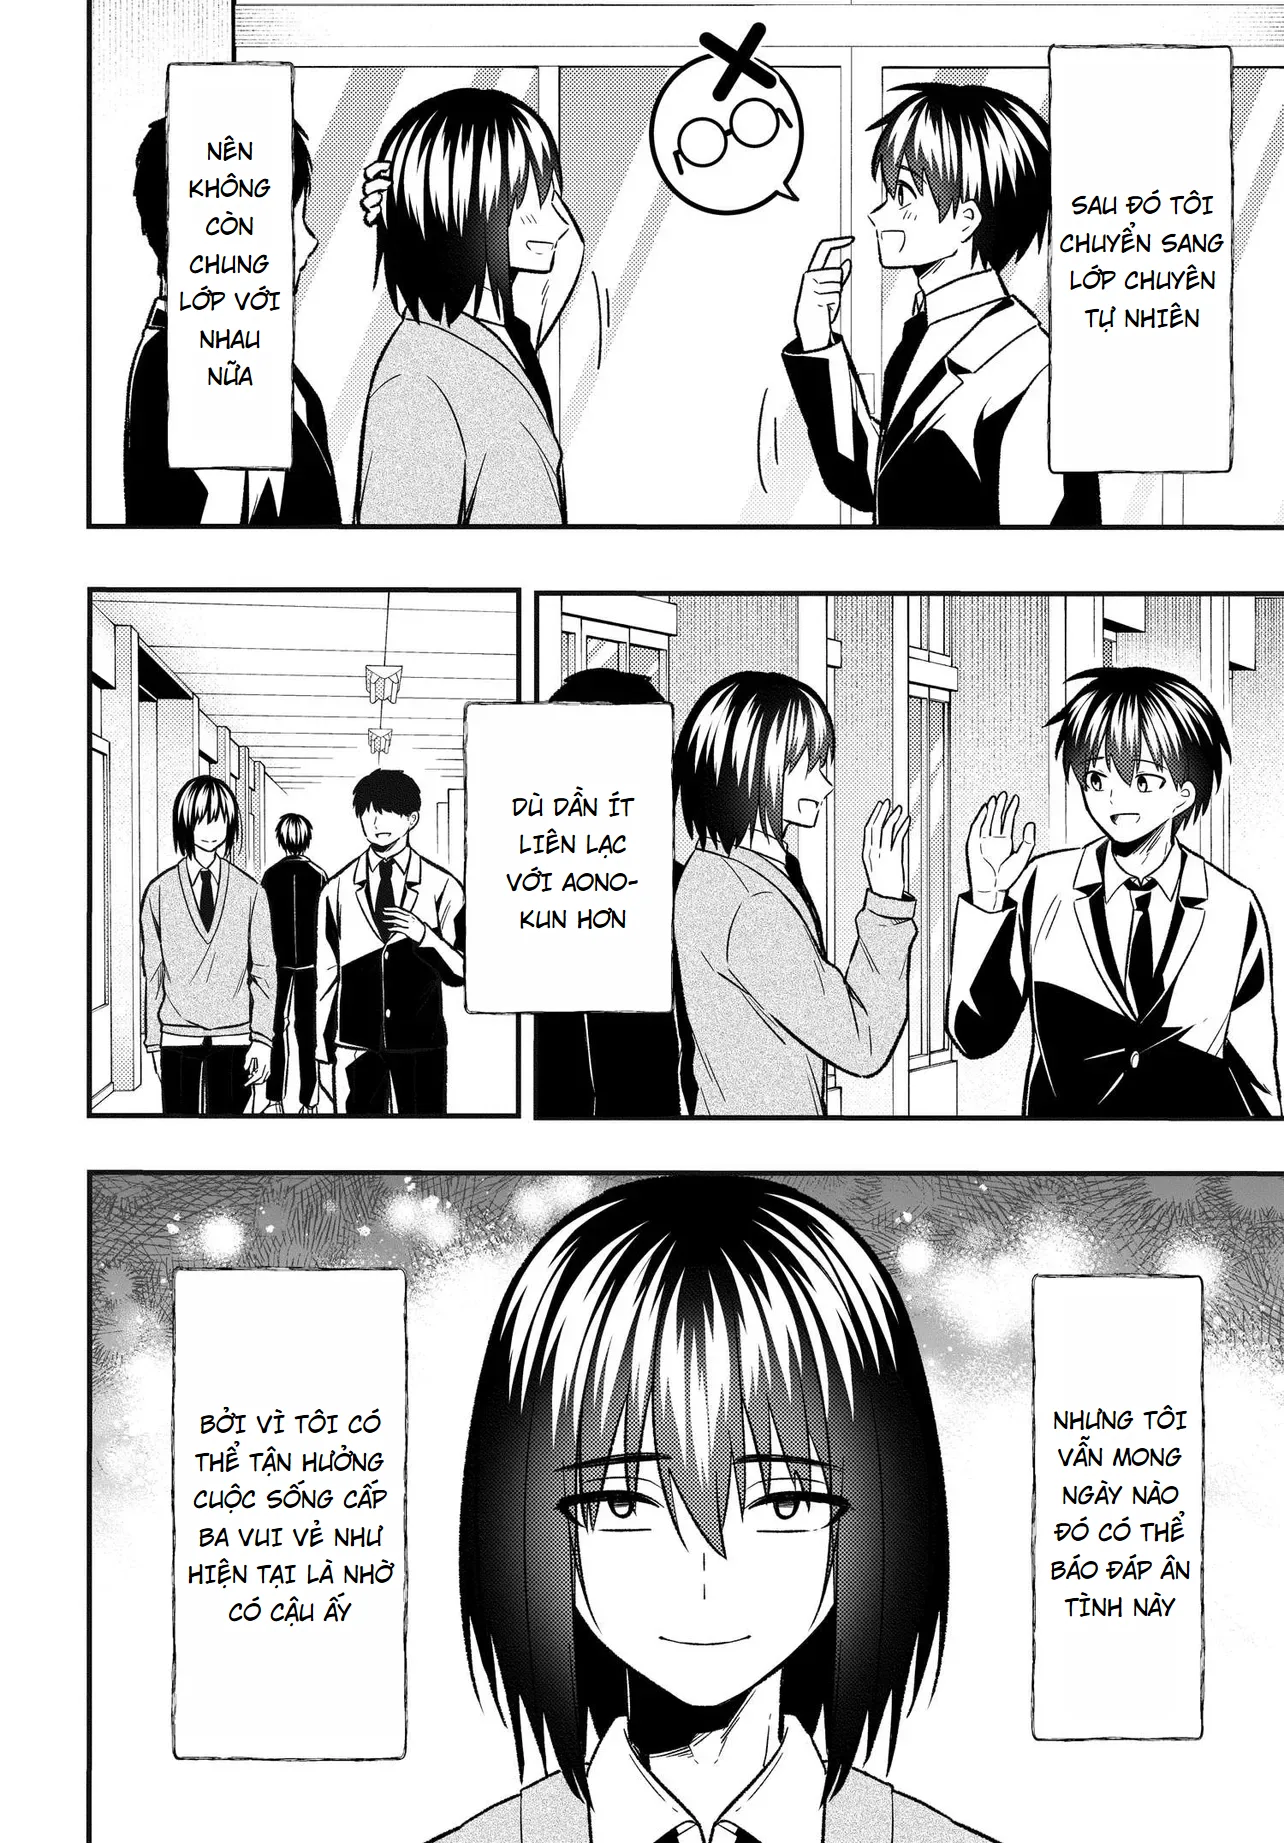 SAU ĐÓ TÔI
CHUYỂN SANG
LỚP CHUYÊN
TỰ NHIÊN
NÊN
KHÔNG
CÒN
CHUNG
LỚP VỚI
NHAU
NỮA
DÙ DẦN ÍT
LIÊN LẠC
VỚI AONO-
KUN HƠN
NHƯNG TÔI
VẪN MONG
NGÀY NÀO
ĐÓ CÓ THỂ
BÁO ĐÁP ÂN
TÌNH NÀY
BỞI VÌ TÔI CÓ
THỂ TẬN HƯỞNG
CUỘC SỐNG CẤP
BA VUI VẺ NHƯ
HIỆN TẠI LÀ NHỜ
CÓ CẬU ẤY